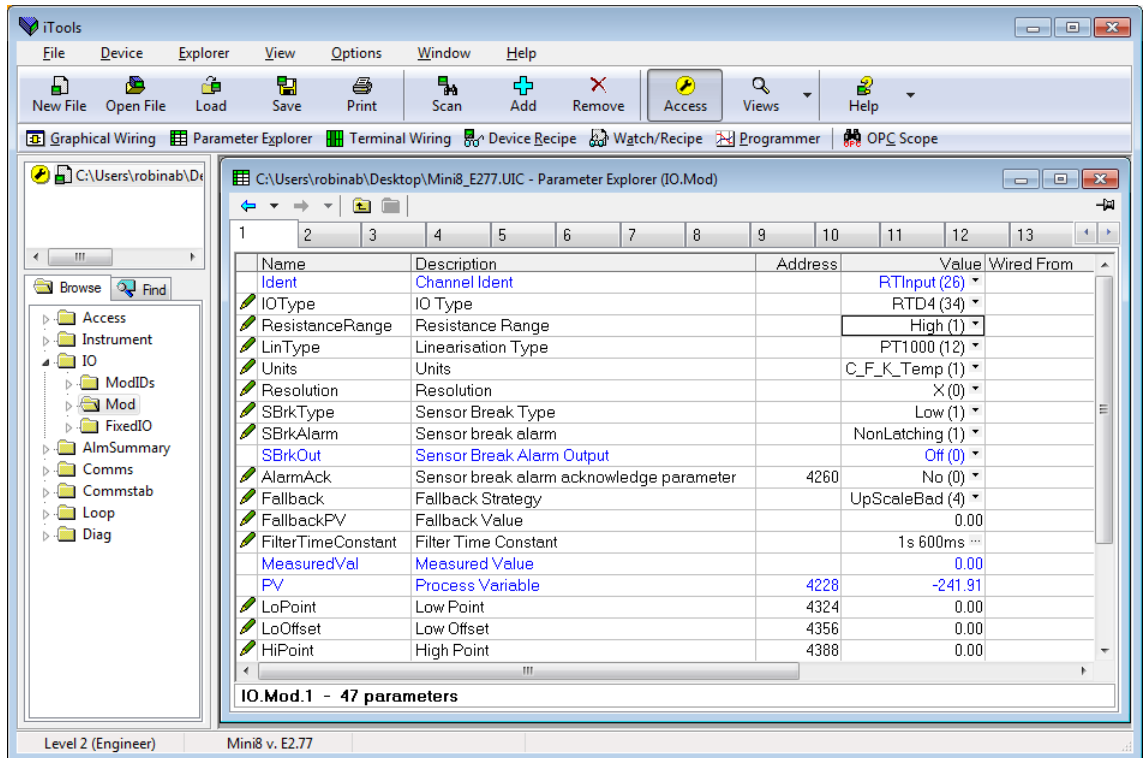 iTools
File Device Explorer View Options Window Help
New File Open File Load Save Print Scan Add Remove Access Views Help
Graphical Wiring Parameter Explorer Terminal Wiring Device Recipe Watch/Recipe Programmer OPC OPC Scope
C:\Users\robinab\De
Browse Find
Access
Instrument
IO
ModIDs
Mod
FixedIO
AlmSummary
Comms
Commstab
Loop
Diag
C:\Users\robinab\Desktop\Mini8_E277.UIC - Parameter Explorer (IO.Mod)
1 2 3 4 5 6 7 8 9 10 11 12 13
Name Description Address Value Wired From
Ident Channel Ident RTInput (26)
IOType IO Type RTD4 (34)
ResistanceRange Resistance Range High (1)
LinType Linearisation Type PT1000 (12)
Units Units C_F_K_Temp (1)
Resolution Resolution X (0)
SBrkType Sensor Break Type Low (1)
SBrkAlarm Sensor break alarm NonLatching (1)
SBrkOut Sensor Break Alarm Output Off (0)
AlarmAck Sensor break alarm acknowledge parameter 4260 No (0)
Fallback Fallback Strategy UpScaleBad (4)
FallbackPV Fallback Value 0.00
FilterTimeConstant Filter Time Constant 1s 600ms ...
MeasuredVal Measured Value 0.00
PV Process Variable 4228 -241.91
LoPoint Low Point 4324 0.00
LoOffset Low Offset 4356 0.00
HiPoint High Point 4388 0.00
IO.Mod.1 - 47 parameters
Level 2 (Engineer) Mini8 v. E2.77